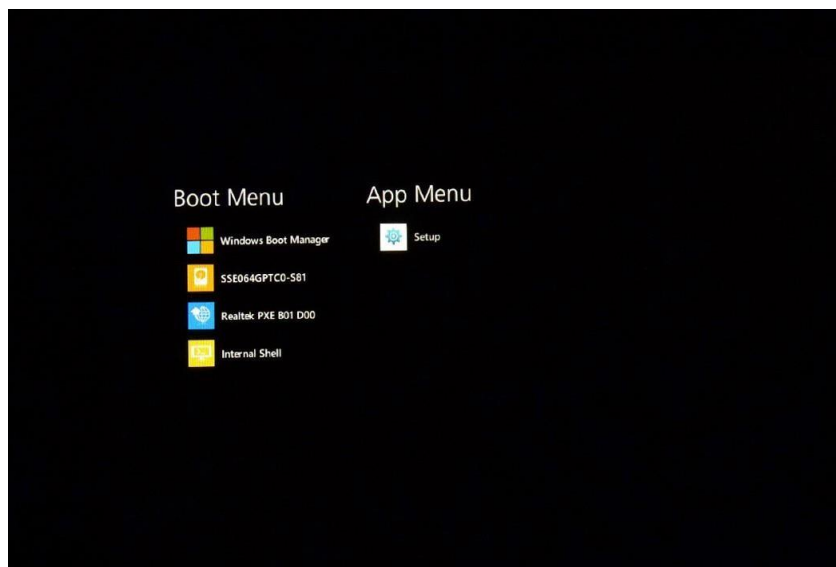 Boot Menu
Windows Boot Manager
SSE064GPTC0-S81
Realtek PXE B01 D00
Internal Shell
App Menu
Setup